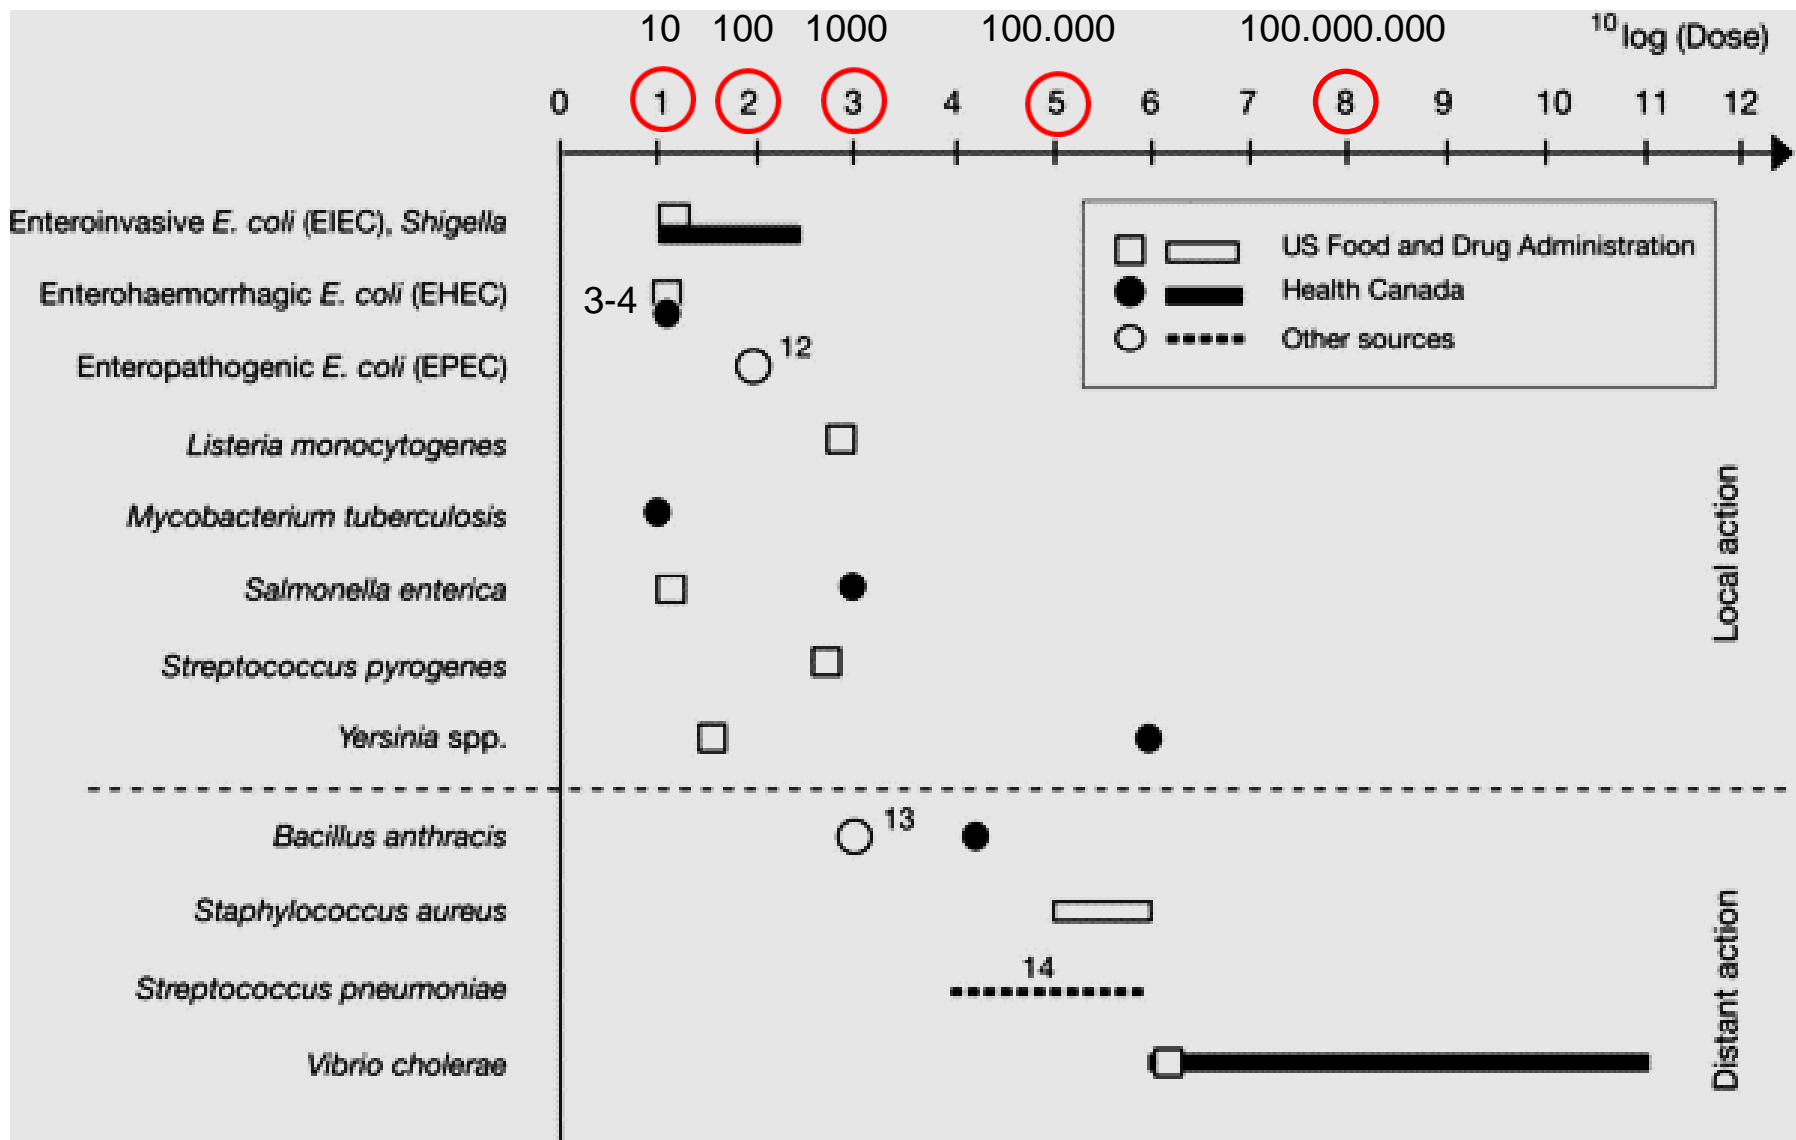 10 100 1000 100.000 100.000.000 10log (Dose)
0 1 2 3 4 5 6 7 8 9 10 11 12
Enteroinvasive E. coli (EIEC), Shigella
US Food and Drug Administration
Health Canada
Other sources
Enterohaemorrhagic E. coli (EHEC) 3-4
Enteropathogenic E. coli (EPEC) 12
Listeria monocytogenes
Mycobacterium tuberculosis
Salmonella enterica
Streptococcus pyrogenes
Yersinia spp.
Local action
Bacillus anthracis 13
Staphylococcus aureus
Streptococcus pneumoniae 14
Vibrio cholerae
Distant action